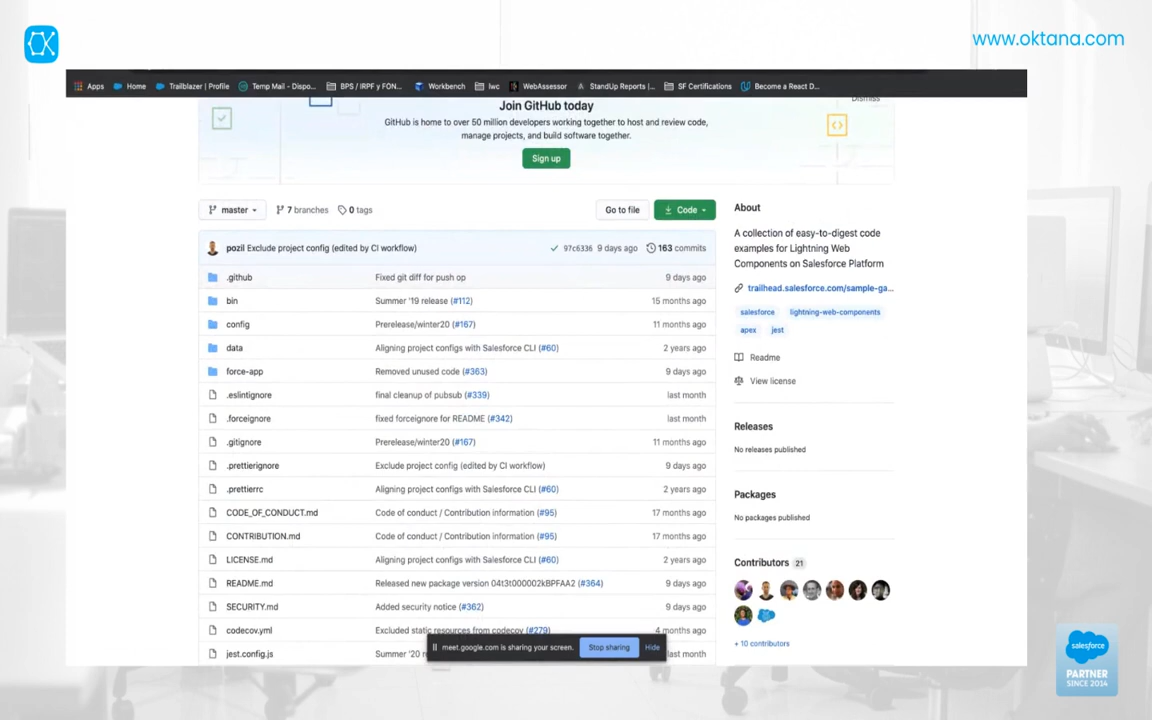 www.oktana.com
Apps Home Trailblazer | Profile Temp Mail - Dispo... BPS / IRPF y FON... Workbench lwc WebAssessor StandUp Reports |... SF Certifications Become a React D...
Join GitHub today
Dismiss
GitHub is home to over 50 million developers working together to host and review code,
manage projects, and build software together.
Sign up
master 7 branches 0 tags Go to file Code
pozil Exclude project config (edited by CI workflow) 97c6336 9 days ago 163 commits
.github Fixed git diff for push op 9 days ago
bin Summer '19 release (#112) 15 months ago
config Prerelease/winter20 (#167) 11 months ago
data Aligning project configs with Salesforce CLI (#60) 2 years ago
force-app Removed unused code (#363) 9 days ago
.eslintignore final cleanup of pubsub (#339) last month
.forceignore fixed forceignore for README (#342) last month
.gitignore Prerelease/winter20 (#167) 11 months ago
.prettierignore Exclude project config (edited by CI workflow) 9 days ago
.prettierrc Aligning project configs with Salesforce CLI (#60) 2 years ago
CODE_OF_CONDUCT.md Code of conduct / Contribution information (#95) 17 months ago
CONTRIBUTION.md Code of conduct / Contribution information (#95) 17 months ago
LICENSE.md Aligning project configs with Salesforce CLI (#60) 2 years ago
README.md Released new package version 04t3t000002kBPFAA2 (#364) 9 days ago
SECURITY.md Added security notice (#362) 9 days ago
codecov.yml Excluded static resources from codecov (#279) 4 months ago
jest.config.js Summer '20 last month
About
A collection of easy-to-digest code
examples for Lightning Web
Components on Salesforce Platform
trailhead.salesforce.com/sample-ga...
salesforce lightning-web-components
apex jest
Readme
View license
Releases
No releases published
Packages
No packages published
Contributors 21
+ 10 contributors
meet.google.com is sharing your screen. Stop sharing Hide
salesforce
PARTNER
SINCE 2014